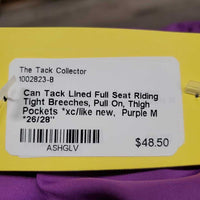 The Tack Collector
1002823-8
Can Tack Lined Full Seat Riding
Tight Breeches, Pull On, Thigh
Pockets *xc/like new, Purple M
*26/28"
$48.50
ASHGLV